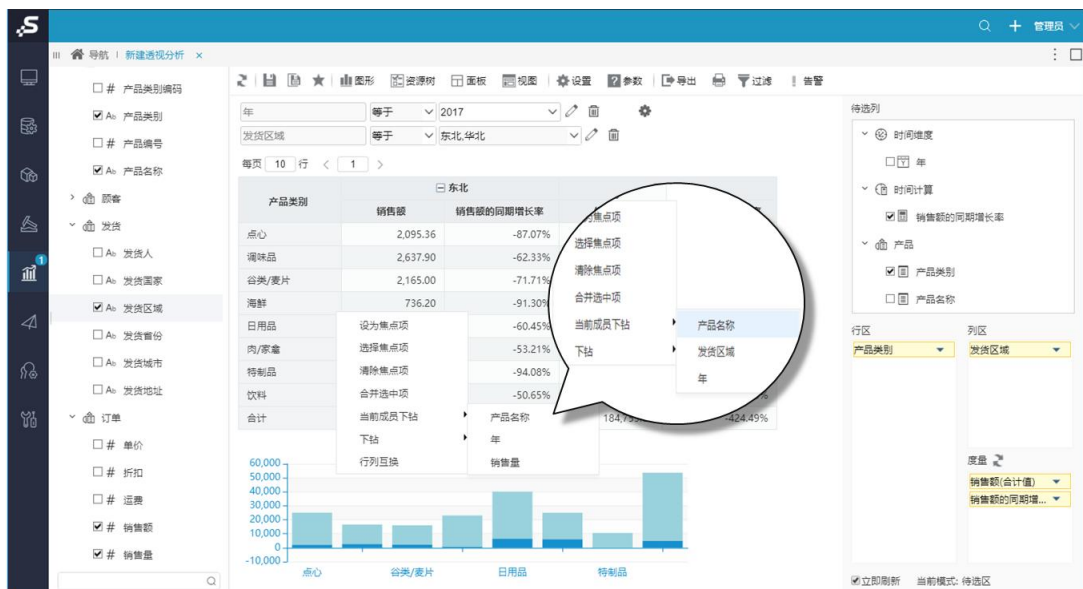 S
管理员
导航 新建透视分析 ×
# 产品类别编码
Ab 产品类别
# 产品编号
Ab 产品名称
顾客
发货
Ab 发货人
Ab 发货国家
Ab 发货区域
Ab 发货省份
Ab 发货城市
Ab 发货地址
订单
# 单价
# 折扣
# 运费
# 销售额
# 销售量
1
图形 资源树 面板 视图 设置 参数 导出 过滤 告警
年 等于 2017
发货区域 等于 东北,华北
每页 10 行 < 1 >
产品类别 东北
销售额 销售额的同期增长率
点心 2,095.36 -87.07%
调味品 2,637.90 -62.33%
谷类/麦片 2,165.00 -71.71%
海鲜 736.20 -91.30%
日用品 -60.45%
肉/家禽 -53.21%
特制品 -94.08%
饮料 -50.65%
合计 -424.49%
设为焦点项
选择焦点项
清除焦点项
合并选中项
当前成员下钻
下钻
行列互换
产品名称
年
销售量
焦点项
选择焦点项
清除焦点项
合并选中项
当前成员下钻
下钻
产品名称
发货区域
年
60,000
50,000
40,000
30,000
20,000
10,000
0
-10,000
点心 谷类/麦片 日用品 特制品
待选列
时间维度
年
时间计算
销售额的同期增长率
产品
产品类别
产品名称
行区 列区
产品类别 发货区域
度量
销售额(合计值)
销售额的同期增...
立即刷新 当前模式: 待选区